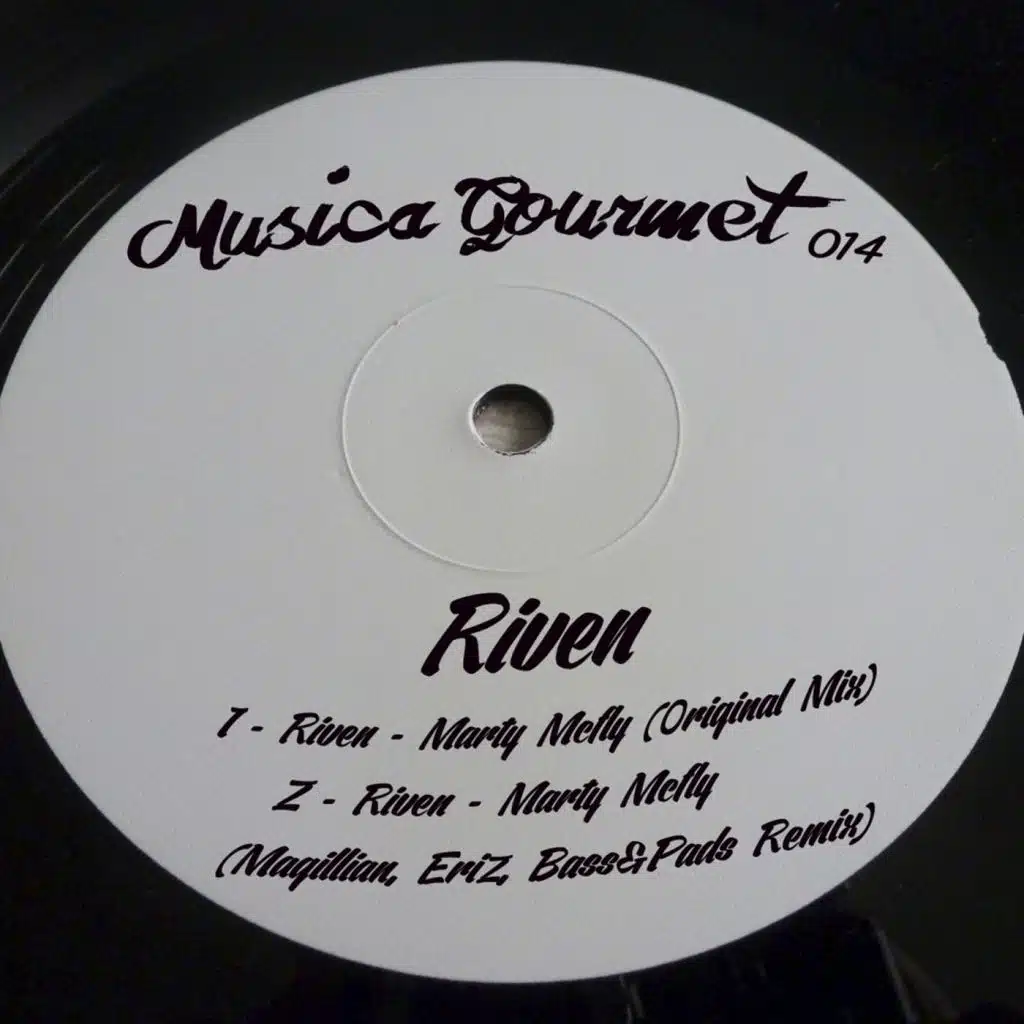 Musica Gourmet 014
Riven
1 - Riven - Marty Mcfly (Original Mix)
2 - Riven - Marty Mcfly
(Magillian, EriZ, Bass&Pads Remix)